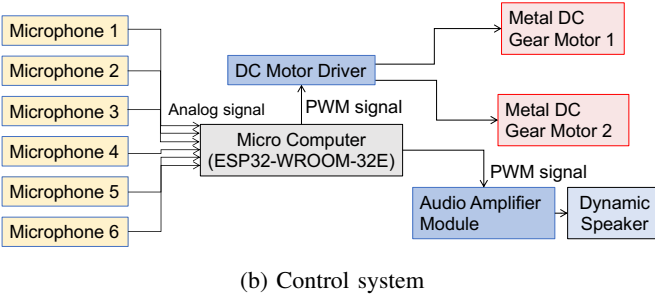 Microphone 1
Microphone 2
Microphone 3
Microphone 4
Microphone 5
Microphone 6
Analog signal
DC Motor Driver
PWM signal
Micro Computer
(ESP32-WROOM-32E)
Metal DC
Gear Motor 1
Metal DC
Gear Motor 2
PWM signal
Audio Amplifier
Module
Dynamic
Speaker
(b) Control system